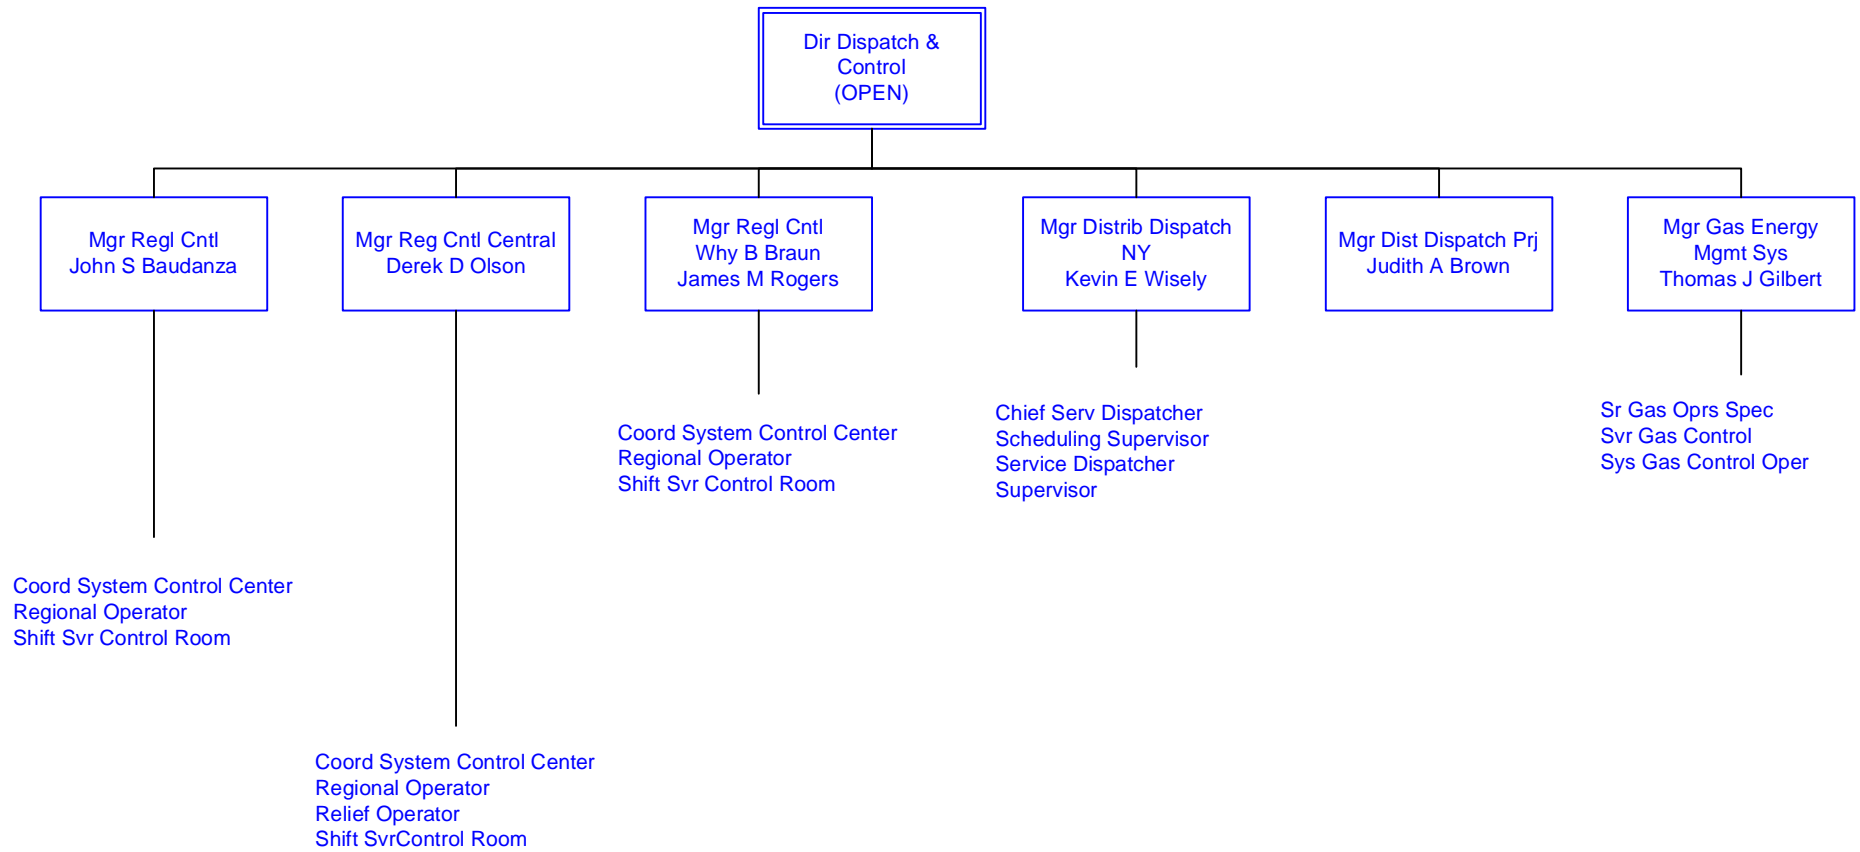 Dir Dispatch &
Control
(OPEN)
Mgr Regl Cntl
John S Baudanza
Mgr Reg Cntl Central
Derek D Olson
Mgr Regl Cntl
Why B Braun
James M Rogers
Mgr Distrib Dispatch
NY
Kevin E Wisely
Mgr Dist Dispatch Prj
Judith A Brown
Mgr Gas Energy
Mgmt Sys
Thomas J Gilbert
Coord System Control Center
Regional Operator
Shift Svr Control Room
Coord System Control Center
Regional Operator
Relief Operator
Shift SvrControl Room
Coord System Control Center
Regional Operator
Shift Svr Control Room
Chief Serv Dispatcher
Scheduling Supervisor
Service Dispatcher
Supervisor
Sr Gas Oprs Spec
Svr Gas Control
Sys Gas Control Oper